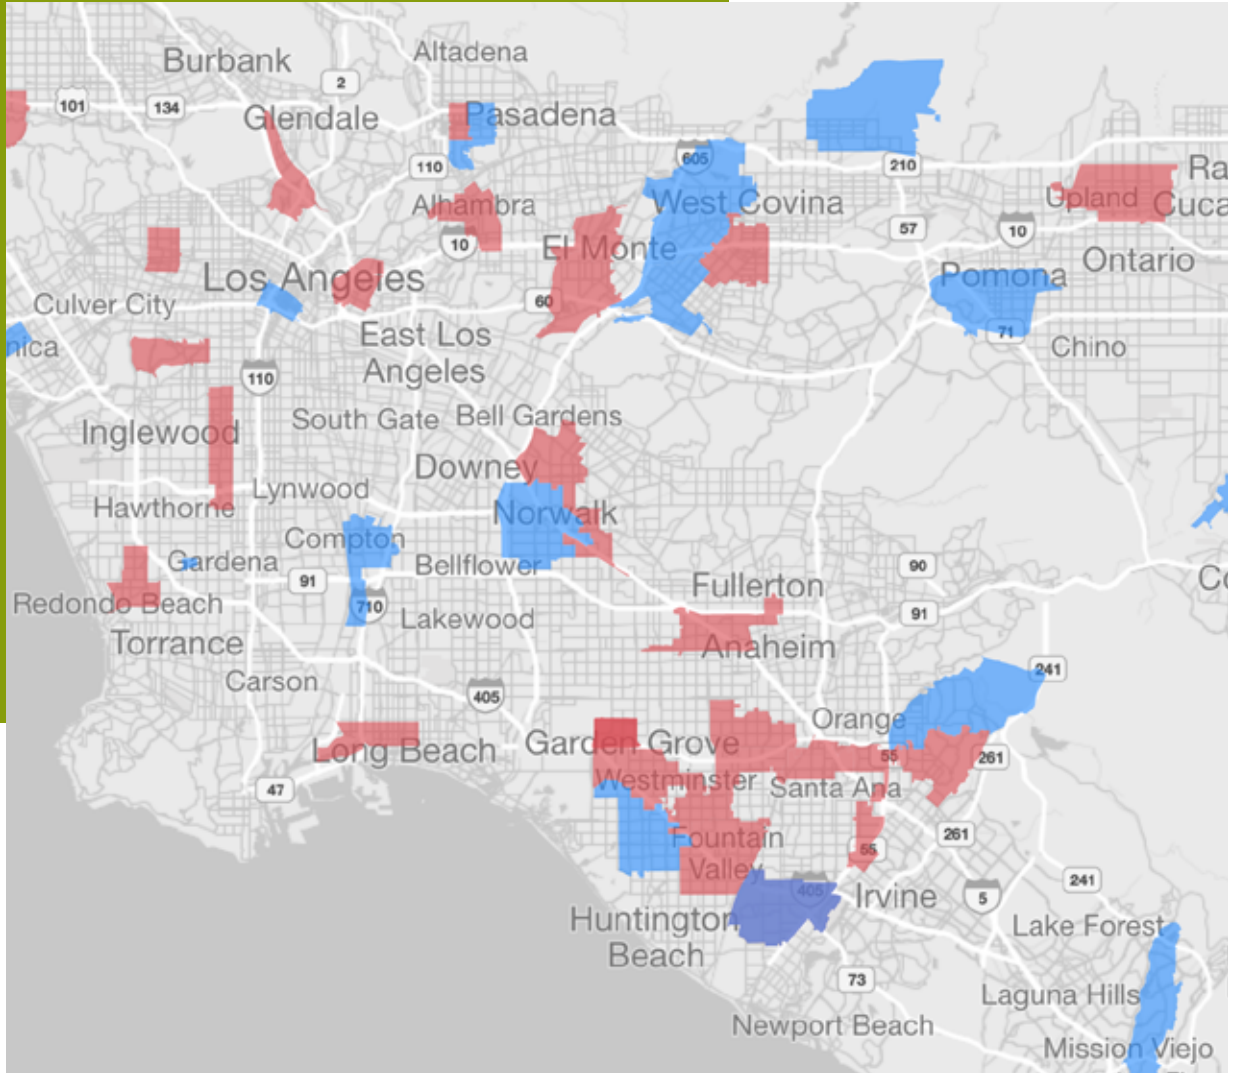 Burbank
Altadena
2
101
134
Glendale
Pasadena
110
605
210
Ra
Alhambra
West Covina
Upland
Cuca
10
El Monte
57
10
Los Angeles
Pomona
Ontario
Culver City
60
71
East Los
Angeles
nica
Chino
110
South Gate
Bell Gardens
Inglewood
Downey
Lynwood
Hawthorne
Norwalk
Compton
Gardena
Bellflower
90
91
Fullerton
Co
Redondo Beach
710
Lakewood
91
Torrance
Anaheim
Carson
405
241
Orange
Long Beach
Garden Grove
55
261
47
Westminster
Santa Ana
Fountain
Valley
55
261
405
Irvine
5
241
Huntington
Beach
Lake Forest
73
Laguna Hills
Newport Beach
Mission Viejo